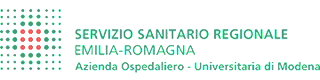 SERVIZIO SANITARIO REGIONALE
EMILIA-ROMAGNA
Azienda Ospedaliero - Universitaria di Modena